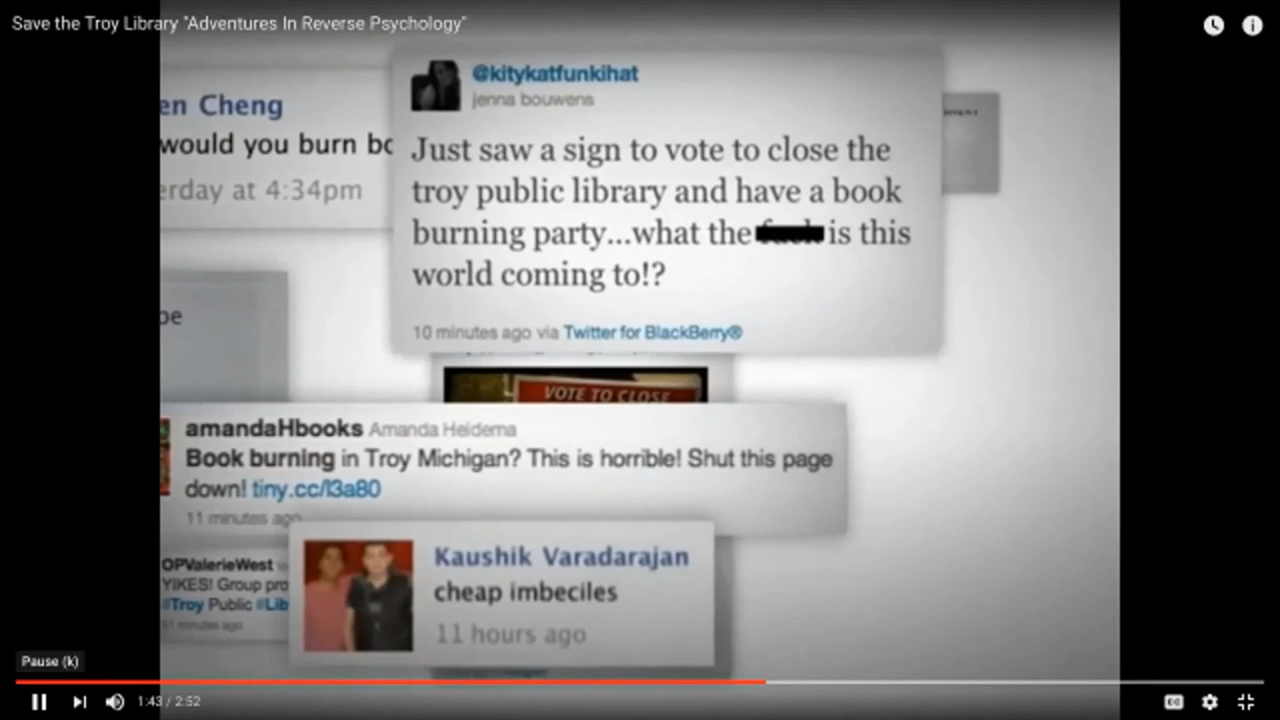 Save the Troy Library "Adventures In Reverse Psychology"
en Cheng
would you burn bo
erday at 4:34pm
@kitykatfunkihat
jenna bouwens
Just saw a sign to vote to close the
troy public library and have a book
burning party...what the is this
world coming to!?
10 minutes ago via Twitter for BlackBerry®
VOTE TO CLOSE
amandaHbooks Amanda Heidema
Book burning in Troy Michigan? This is horrible! Shut this page
down! tiny.cc/l3a80
11 minutes ago
OPValerieWest
YIKES! Group pro
#Troy Public #Lib
51 minutes ago
Kaushik Varadarajan
cheap imbeciles
11 hours ago
Pause (k)
1:43 / 2:52
CC